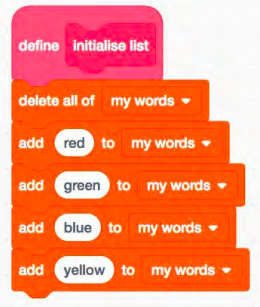 define initialise list
delete all of my words
add red to my words
add green to my words
add blue to my words
add yellow to my words